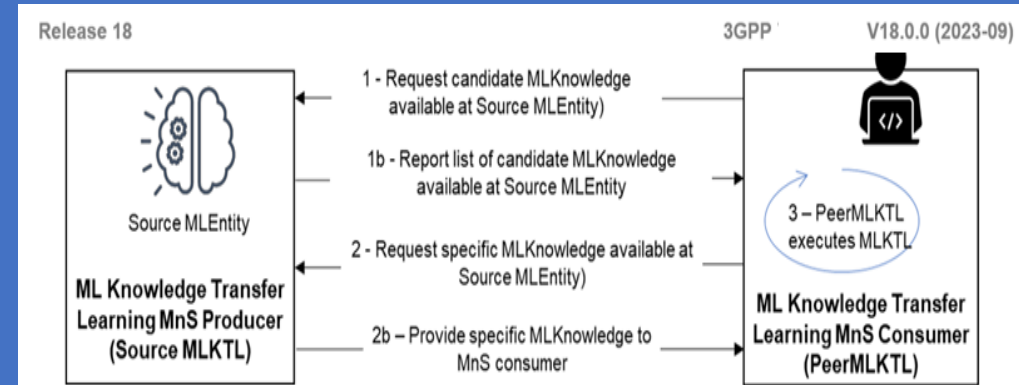 Release 18
3GPP
V18.0.0 (2023-09)
1 - Request candidate MLKnowledge
available at Source MLEntity)
1b - Report list of candidate MLKnowledge
available at Source MLEntity
2 - Request specific MLKnowledge available at
Source MLEntity)
2b – Provide specific MLKnowledge to
MnS consumer
Source MLEntity
ML Knowledge Transfer
Learning MnS Producer
(Source MLKTL)
</>
3 – PeerMLKTL
executes MLKTL
ML Knowledge Transfer
Learning MnS Consumer
(PeerMLKTL)